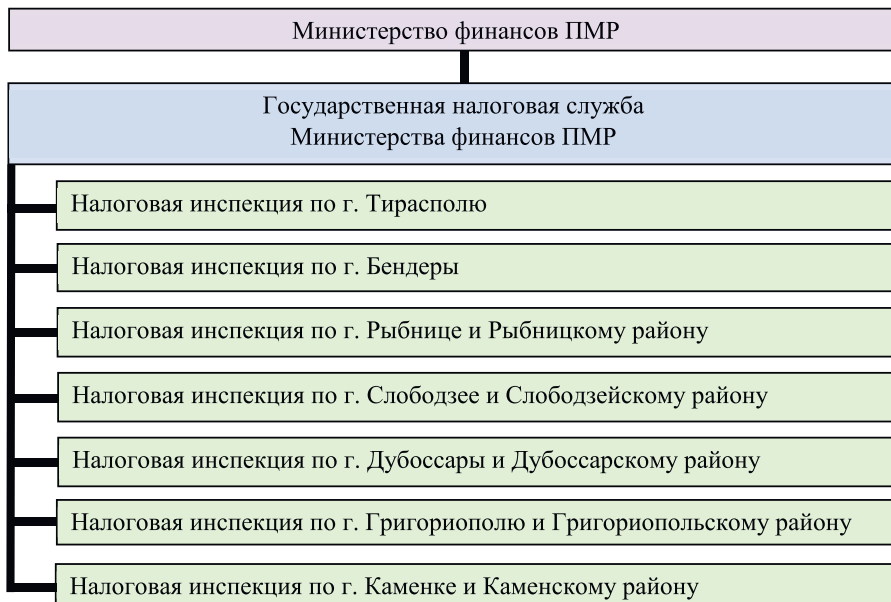 Министерство финансов ПМР
Государственная налоговая служба
Министерства финансов ПМР
Налоговая инспекция по г. Тирасполю
Налоговая инспекция по г. Бендеры
Налоговая инспекция по г. Рыбнице и Рыбницкому району
Налоговая инспекция по г. Слободзее и Слободзейскому району
Налоговая инспекция по г. Дубоссары и Дубоссарскому району
Налоговая инспекция по г. Григориополю и Григориопольскому району
Налоговая инспекция по г. Каменке и Каменскому району